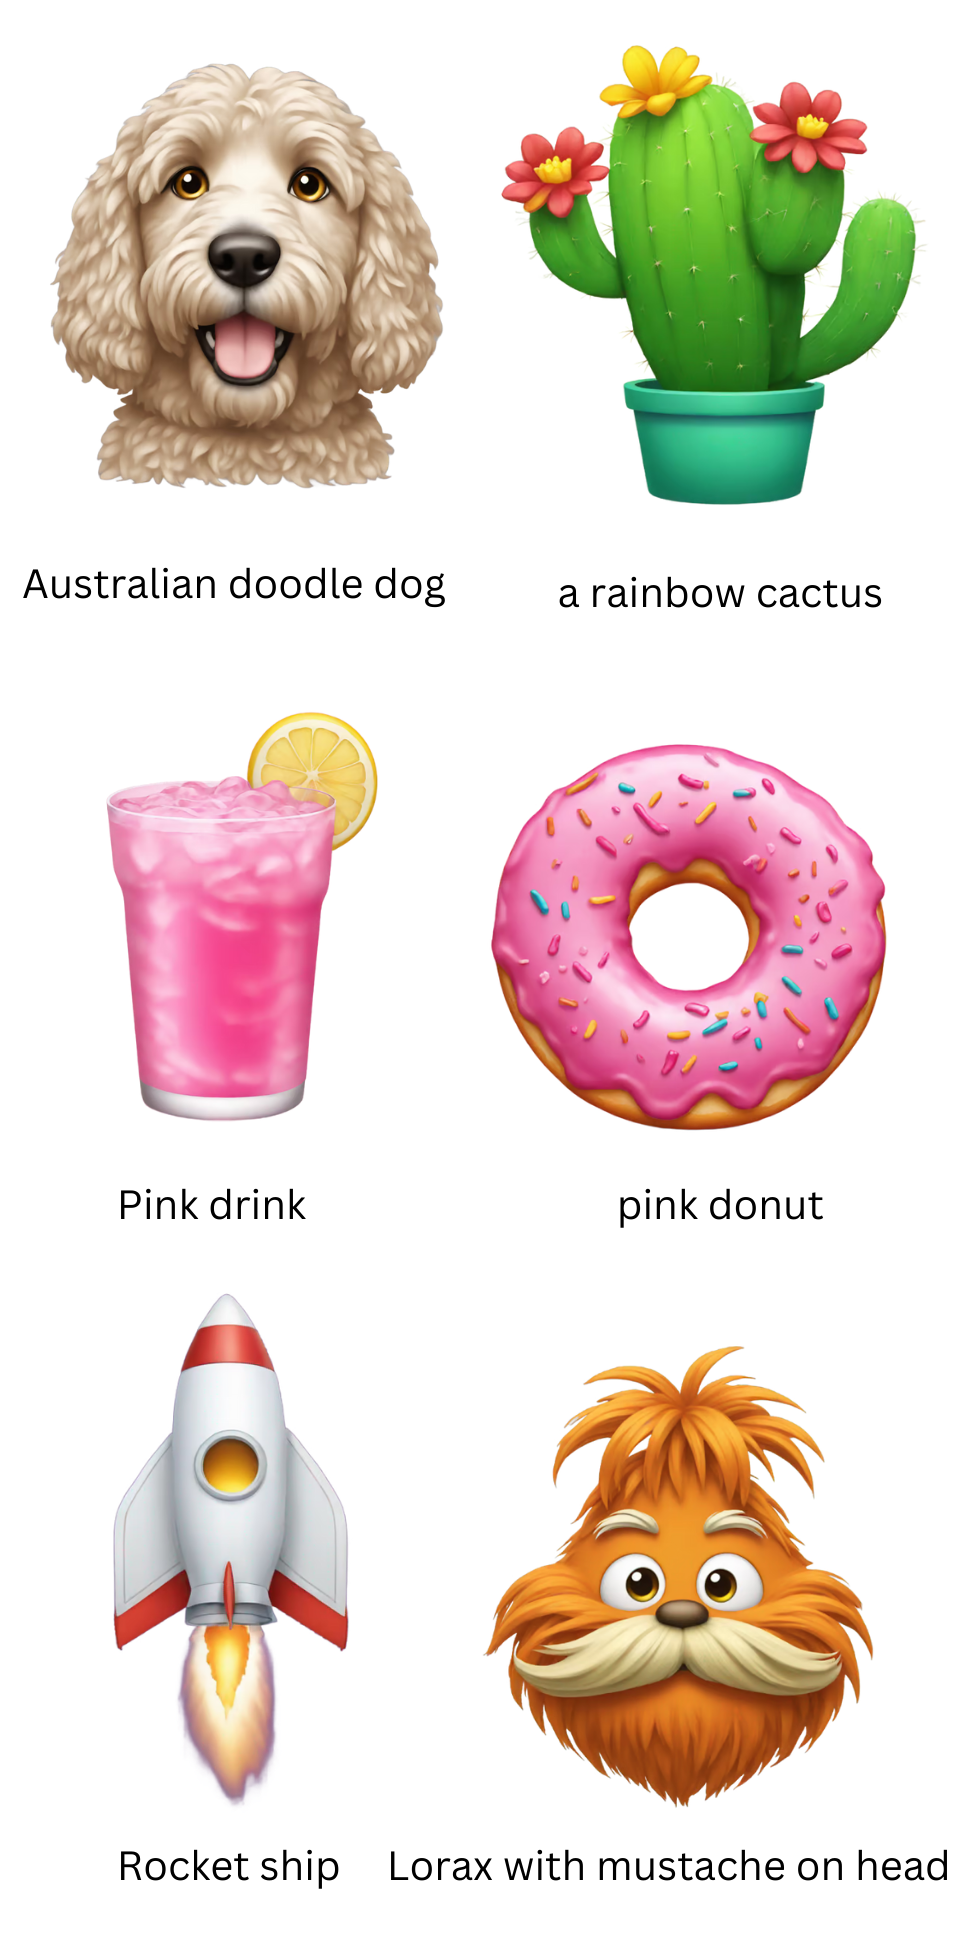 Australian doodle dog
a rainbow cactus
Pink drink
pink donut
Rocket ship
Lorax with mustache on head